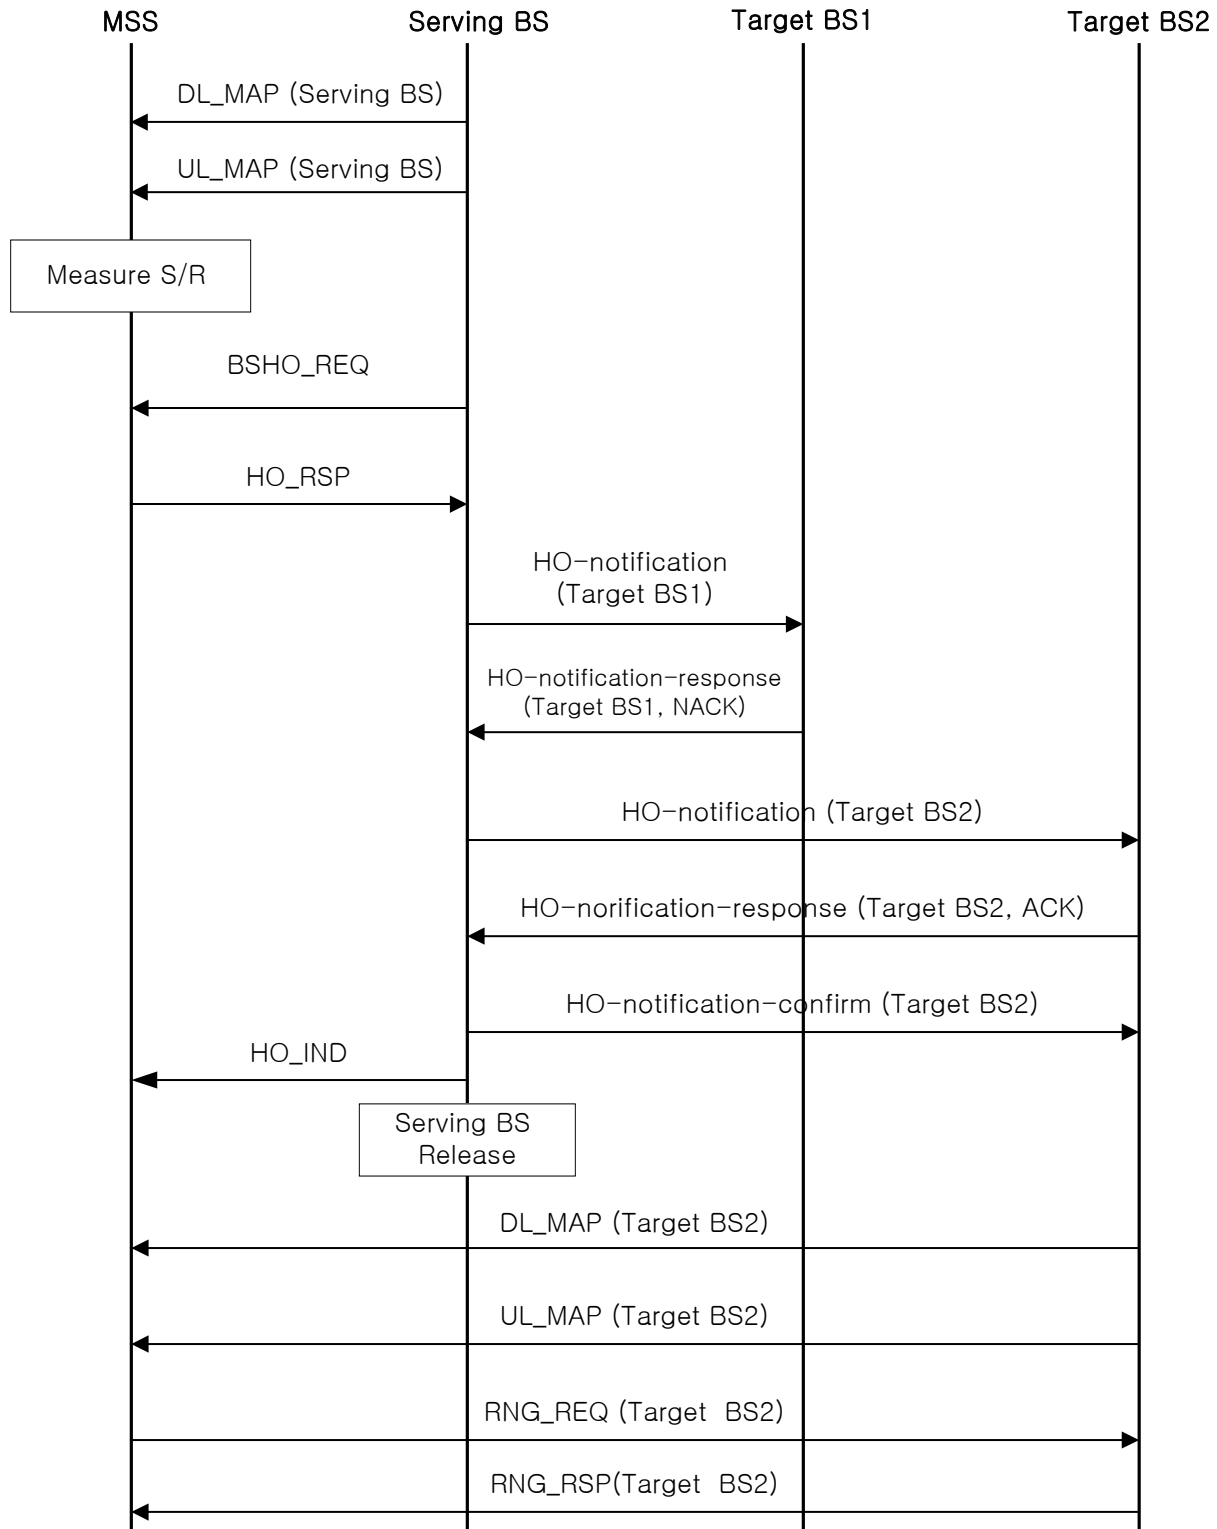 MSS
Serving BS
Target BS1
Target BS2
DL_MAP (Serving BS)
UL_MAP (Serving BS)
Measure S/R
BSHO_REQ
HO_RSP
HO-notification
(Target BS1)
HO-notification-response
(Target BS1, NACK)
HO-notification (Target BS2)
HO-norification-response (Target BS2, ACK)
HO-notification-confirm (Target BS2)
HO_IND
Serving BS
Release
DL_MAP (Target BS2)
UL_MAP (Target BS2)
RNG_REQ (Target BS2)
RNG_RSP(Target BS2)